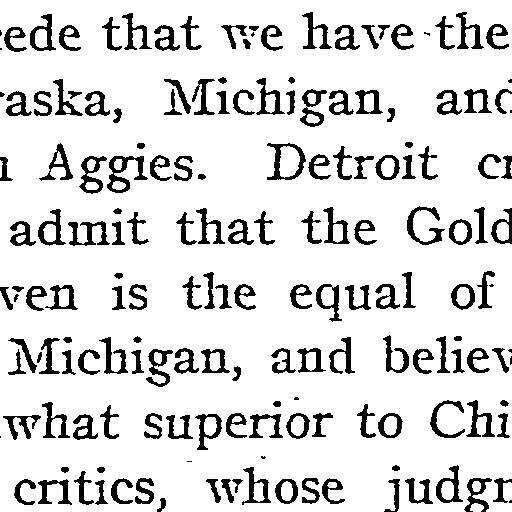 ede that we have the
raska, Michigan, and
Aggies. Detroit cr
admit that the Gold
ven is the equal of
Michigan, and believ
what superior to Chi
critics, whose judgm